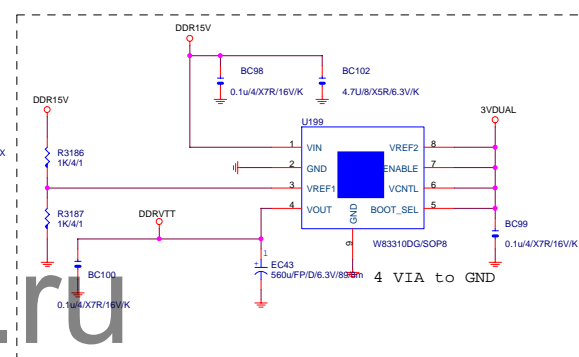 DDR15V
BC98
0.1u/4/X7R/16V/K
BC102
4.7U/8/X5R/6.3V/K
DDR15V
3VDUAL
U199
X
R3186
1K/4/1
1 VIN VREF2 8
2 GND ENABLE 7
3 VREF1 VCNTL 6
4 VOUT BOOT_SEL 5
GND
9
R3187
1K/4/1
DDRVTT
W83310DG/SOP8
BC99
0.1u/4/X7R/16V/K
1
+
EC43
560u/FP/D/6.3V/
4 VIA to GND
BC100
0.1u/4/X7R/16V/K
.ru